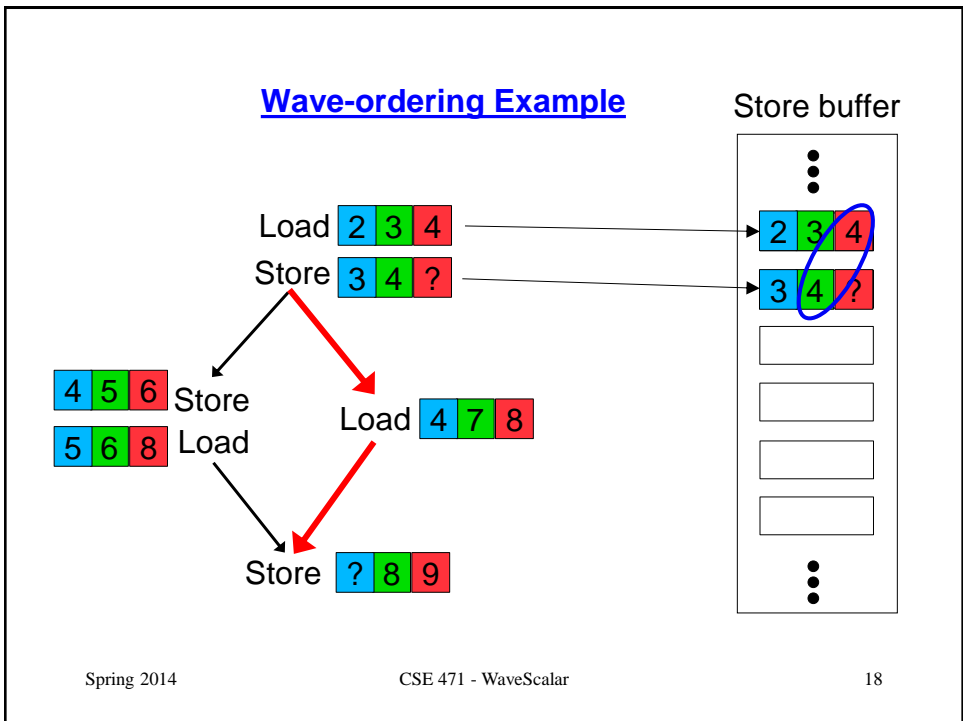 Wave-ordering Example
Store buffer
Load 2 3 4
2 3 4
Store 3 4 ?
3 4 ?
4 5 6 Store
Load 4 7 8
5 6 8 Load
Store ? 8 9
Spring 2014
CSE 471 - WaveScalar
18